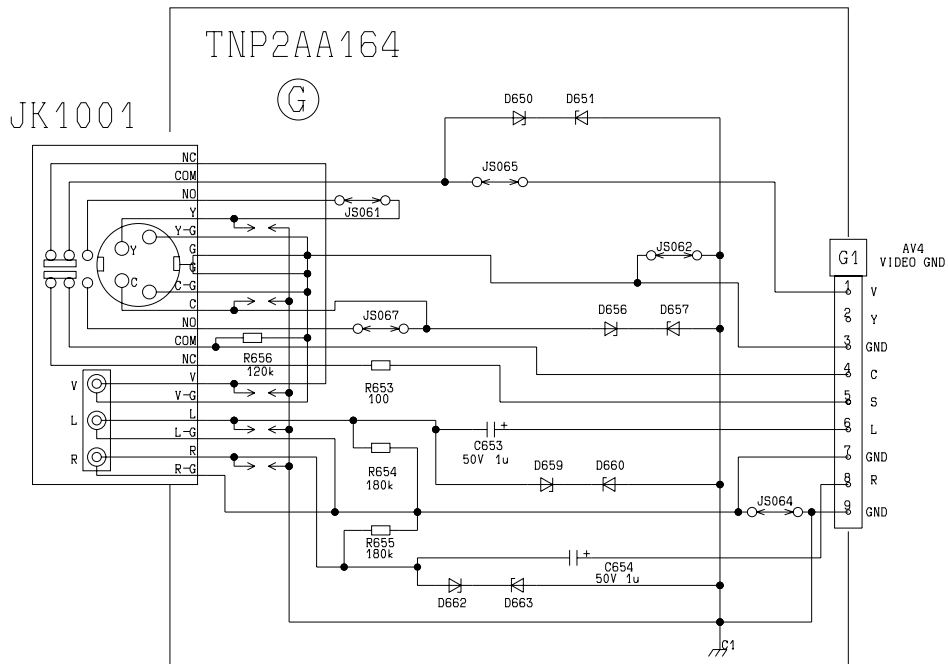 TNP2AA164
G
JK1001
D650
D651
NC
COM
JS065
NO
JS061
Y
Y-G
G
G
JS062
G1
AV4
VIDEO GND
Y
C-G
C
C
1
V
NO
JS067
D656
D657
2
Y
COM
3
GND
R656
120k
NC
4
C
V
V
R653
100
V-G
5
S
L
L
6
L
L-G
C653
50V 1u
+
7
GND
R
R
R654
180k
D659
D660
R-G
8
R
JS064
9
GND
R655
180k
+
C654
50V 1u
D662
D663
C1